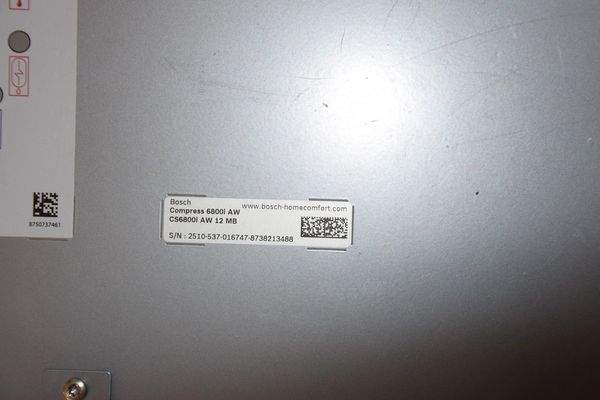 8750737461
Bosch
www.bosch-homecomfort.com
Compress 6800i AW
CS6800i AW 12 MB
S/N : 2510-537-016747-8738213488